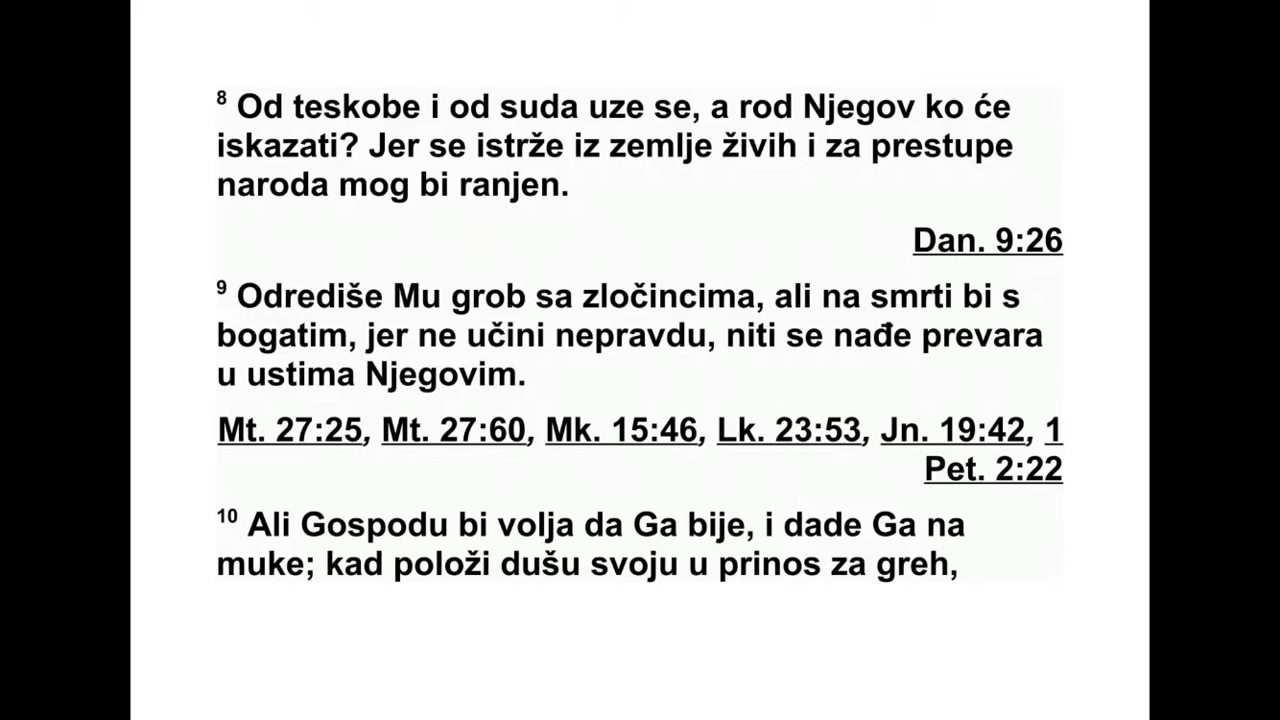 8 Od teskobe i od suda uze se, a rod Njegov ko će
iskazati? Jer se istrže iz zemlje živih i za prestupe
naroda mog bi ranjen.
Dan. 9:26
9 Odrediše Mu grob sa zločincima, ali na smrti bi s
bogatim, jer ne učini nepravdu, niti se nađe prevara
u ustima Njegovim.
Mt. 27:25, Mt. 27:60, Mk. 15:46, Lk. 23:53, Jn. 19:42, 1
Pet. 2:22
10 Ali Gospodu bi volja da Ga bije, i dade Ga na
muke; kad položi dušu svoju u prinos za greh,